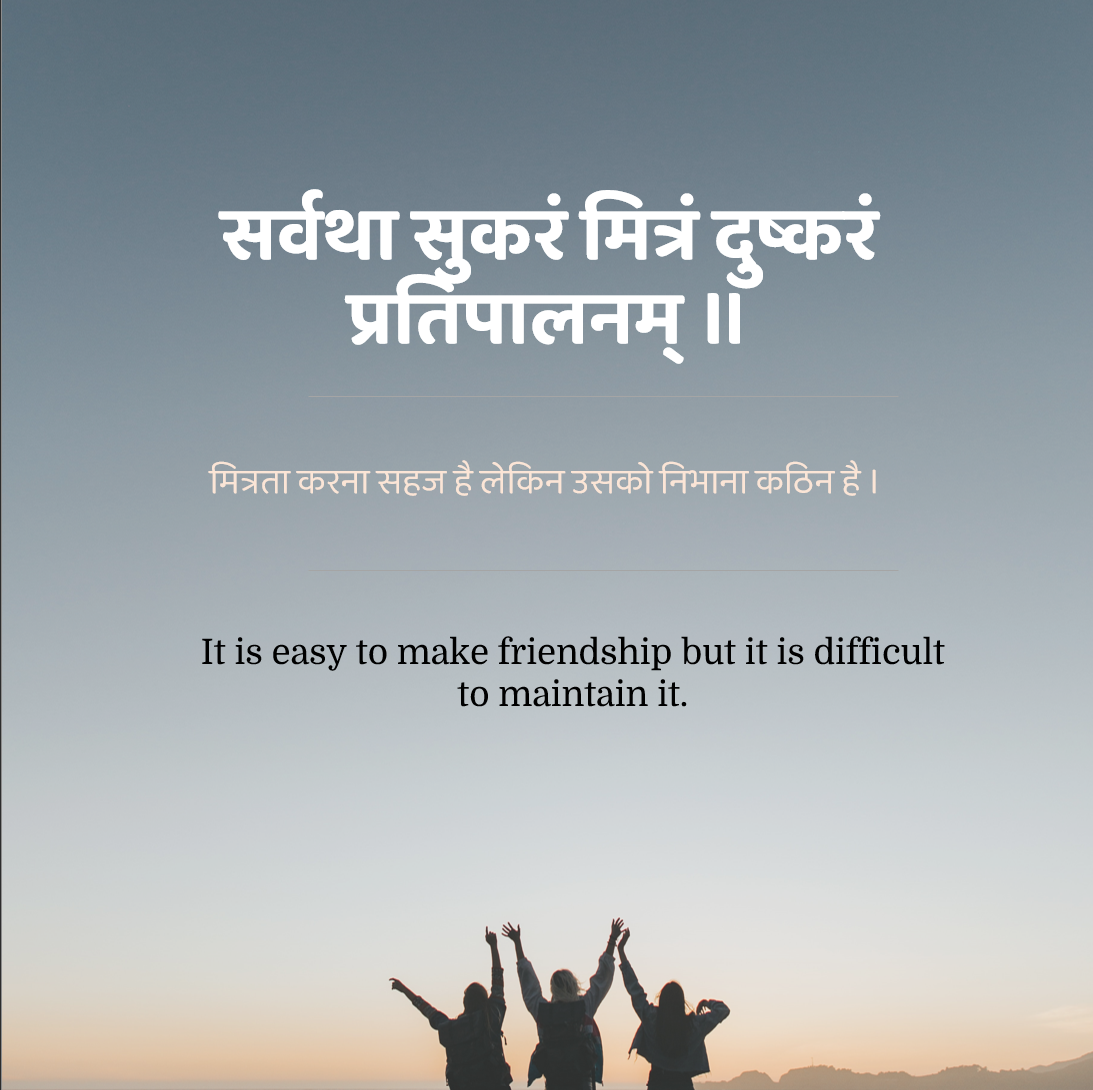 सर्वथा सुकरं मित्रं दुष्करं
प्रतिपालनम् ॥
मित्रता करना सहज है लेकिन उसको निभाना कठिन है ।
It is easy to make friendship but it is difficult
to maintain it.